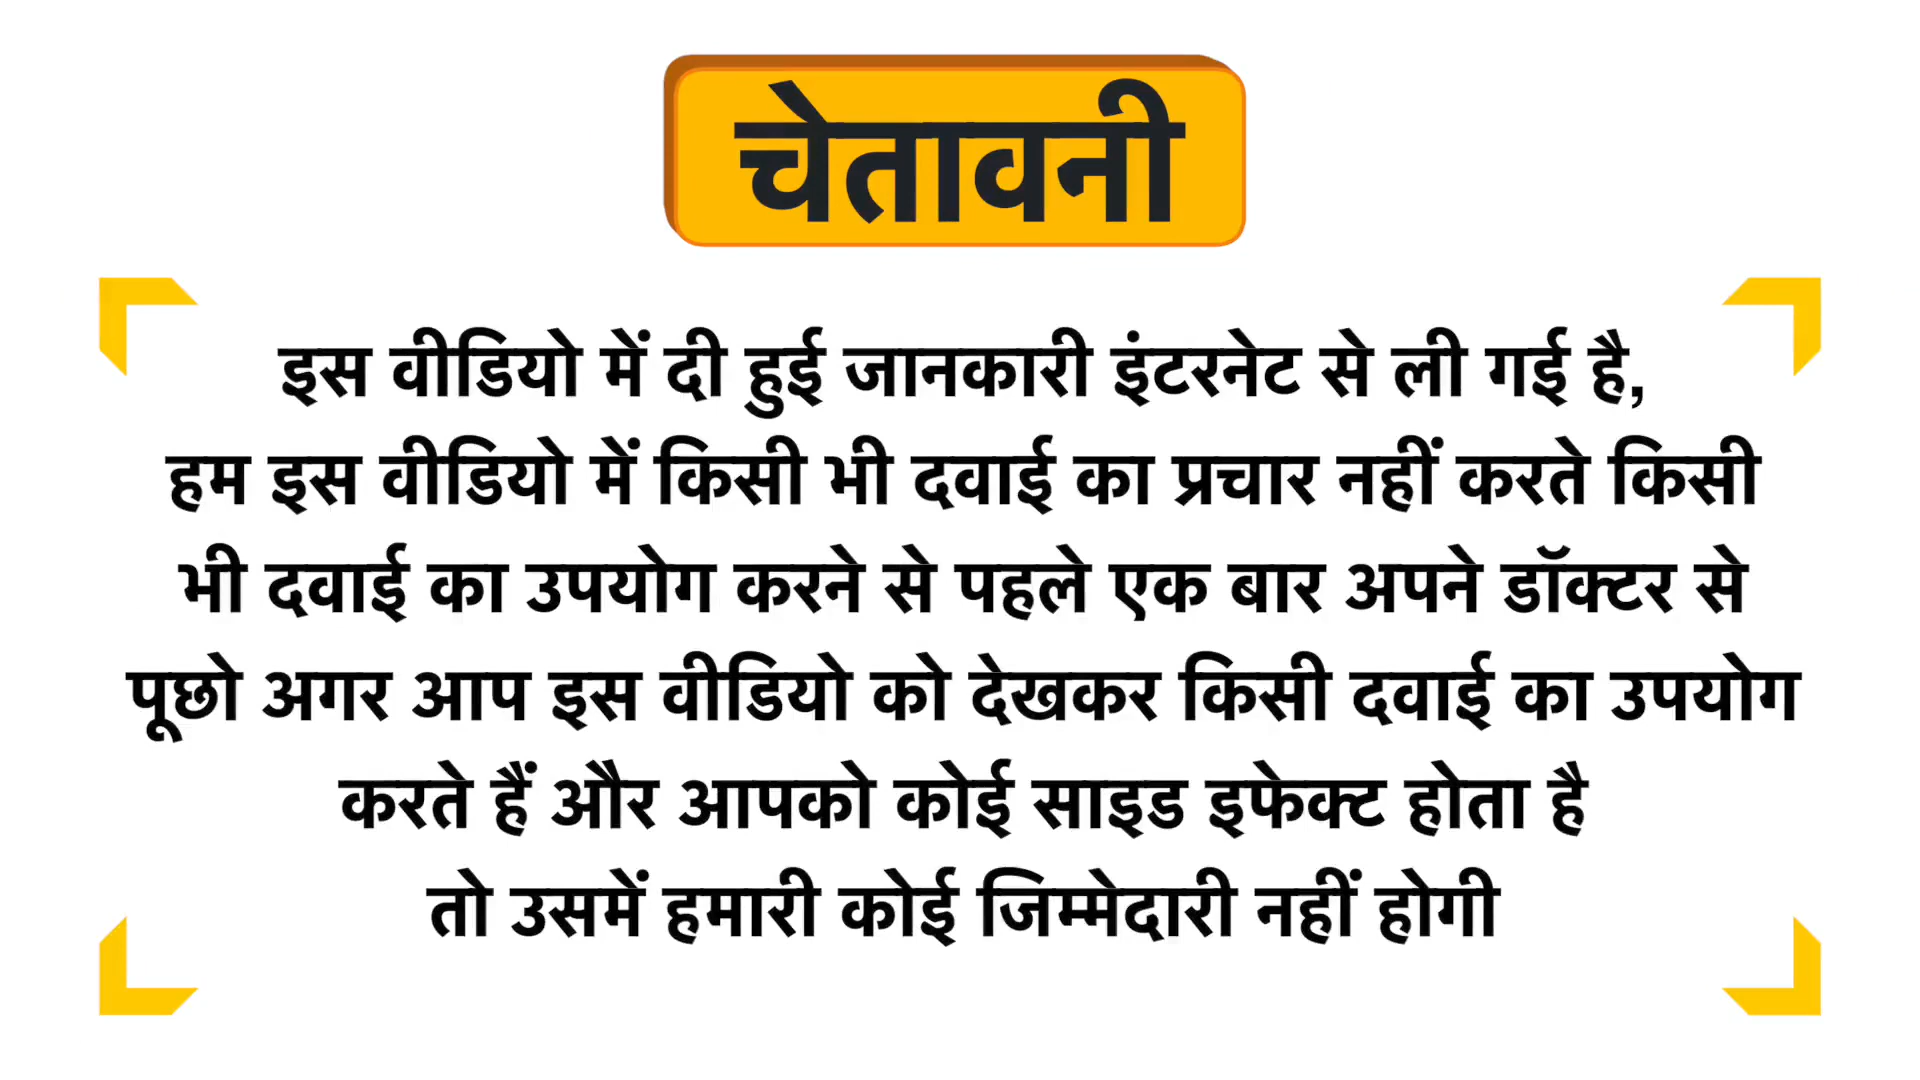 चेतावनी
इस वीडियो में दी हुई जानकारी इंटरनेट से ली गई है,
हम इस वीडियो में किसी भी दवाई का प्रचार नहीं करते किसी
भी दवाई का उपयोग करने से पहले एक बार अपने डॉक्टर से
पूछो अगर आप इस वीडियो को देखकर किसी दवाई का उपयोग
करते हैं और आपको कोई साइड इफेक्ट होता है
तो उसमें हमारी कोई जिम्मेदारी नहीं होगी